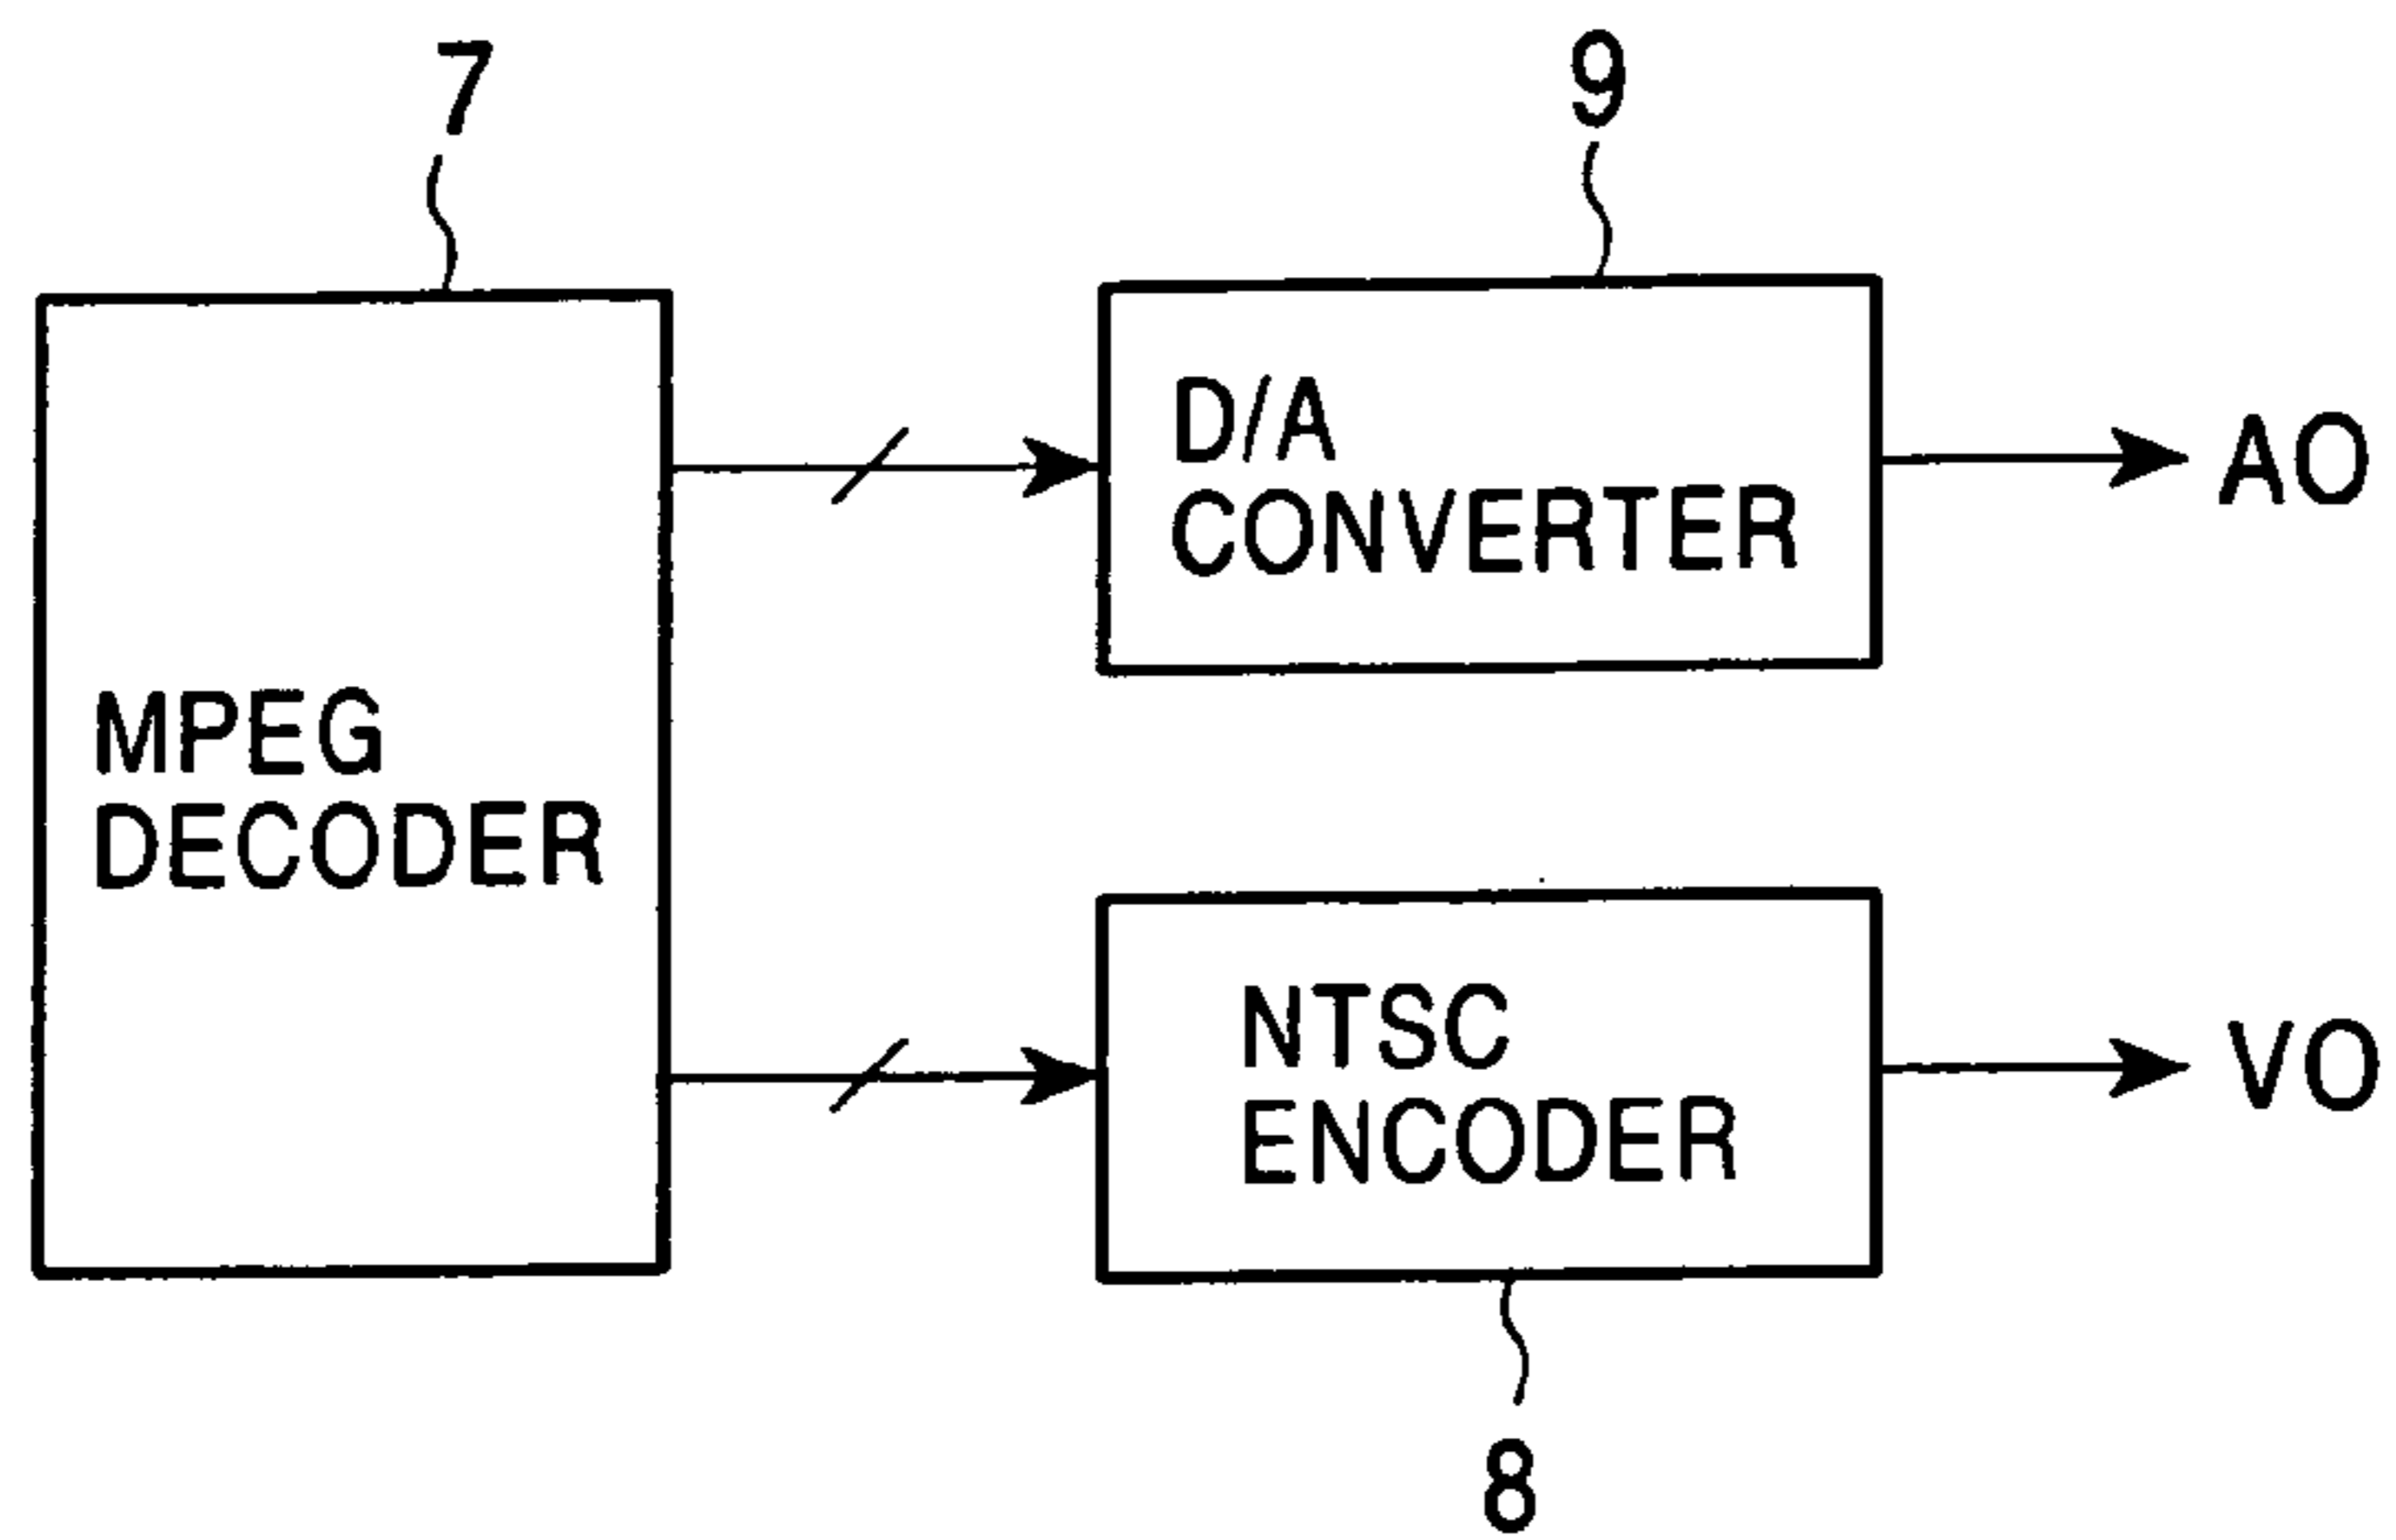 7
9
D/A
CONVERTER
AO
MPEG
DECODER
NTSC
ENCODER
VO
8